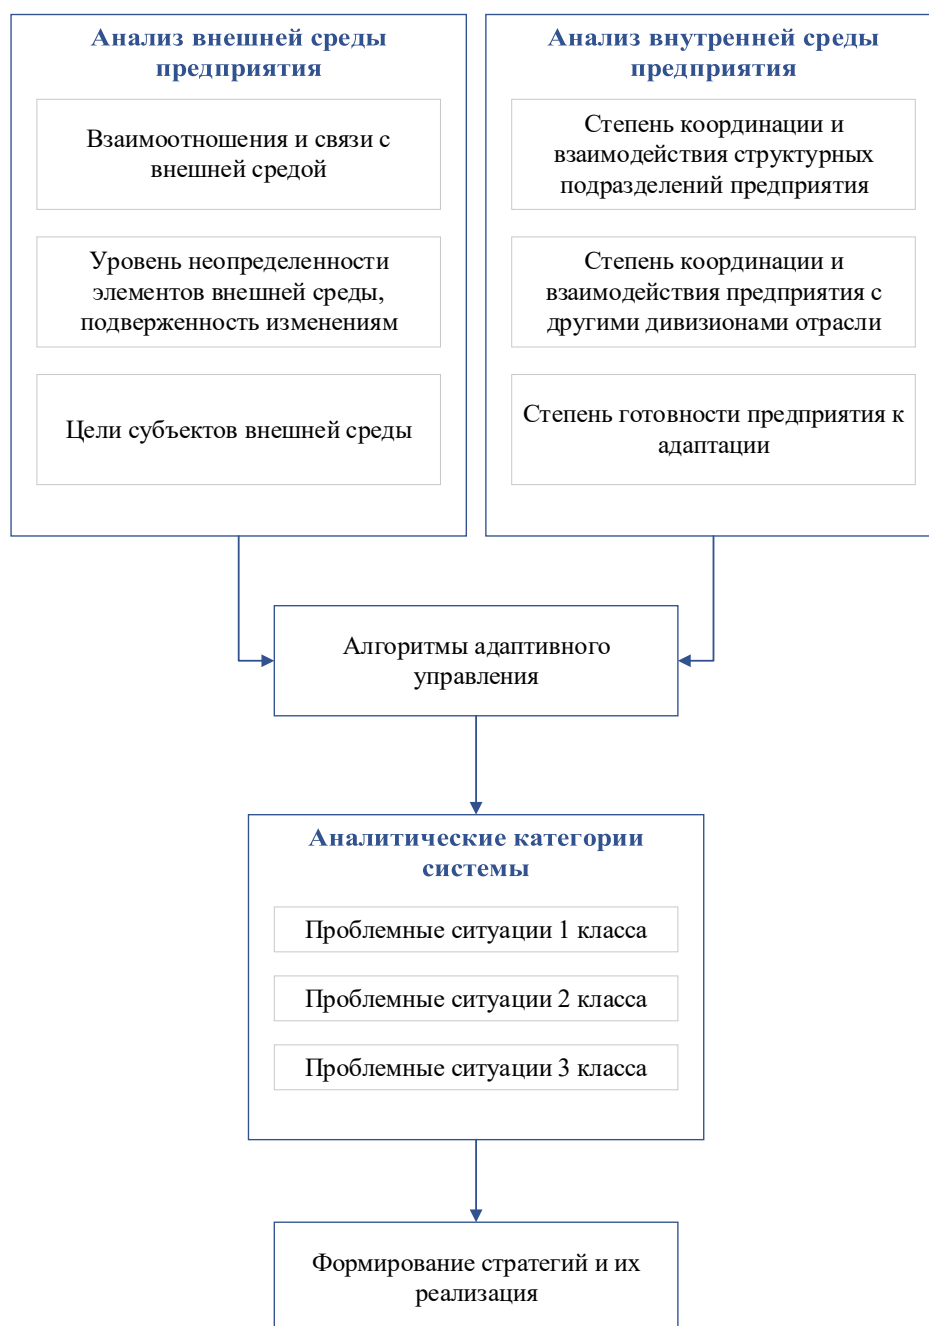 Анализ внешней среды
предприятия
Взаимоотношения и связи с
внешней средой
Уровень неопределенности
элементов внешней среды,
подверженность изменениям
Цели субъектов внешней среды
Анализ внутренней среды
предприятия
Степень координации и
взаимодействия структурных
подразделений предприятия
Степень координации и
взаимодействия предприятия с
другими дивизионами отрасли
Степень готовности предприятия к
адаптации
Алгоритмы адаптивного
управления
Аналитические категории
системы
Проблемные ситуации 1 класса
Проблемные ситуации 2 класса
Проблемные ситуации 3 класса
Формирование стратегий и их
реализация